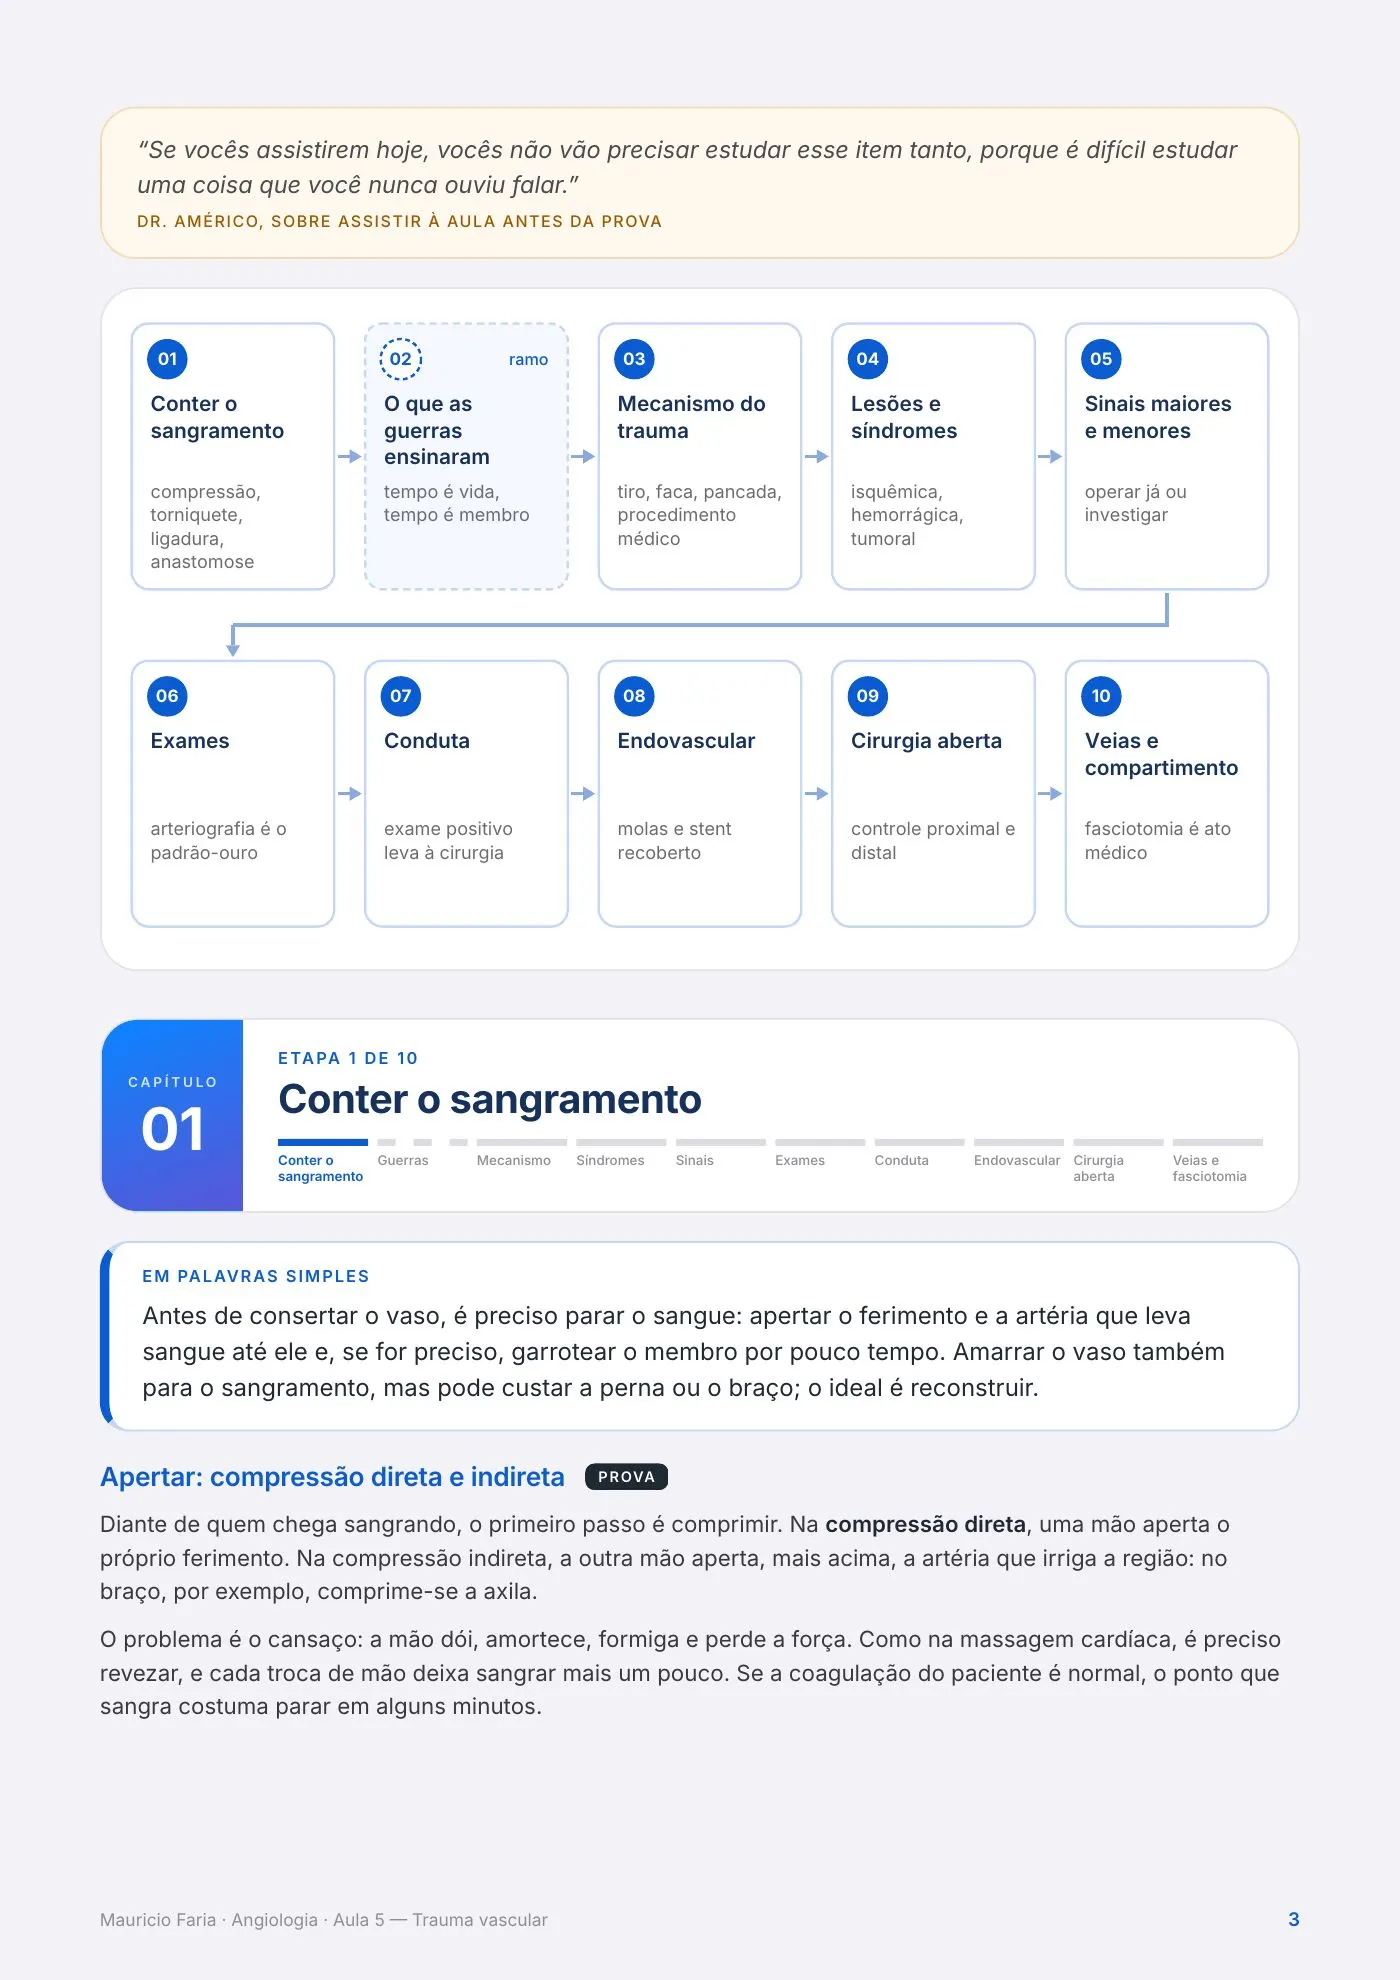 “Se vocês assistirem hoje, vocês não vão precisar estudar esse item tanto, porque é difícil estudar
uma coisa que você nunca ouviu falar.”
DR. AMÉRICO, SOBRE ASSISTIR À AULA ANTES DA PROVA
01
Conter o
sangramento
compressão,
torniquete,
ligadura,
anastomose
02
ramo
O que as
guerras
ensinaram
tempo é vida,
tempo é membro
03
Mecanismo do
trauma
tiro, faca, pancada,
procedimento
médico
04
Lesões e
síndromes
isquêmica,
hemorrágica,
tumoral
05
Sinais maiores
e menores
operar já ou
investigar
06
Exames
arteriografia é o
padrão-ouro
07
Conduta
exame positivo
leva à cirurgia
08
Endovascular
molas e stent
recoberto
09
Cirurgia aberta
controle proximal e
distal
10
Veias e
compartimento
fasciotomia é ato
médico
CAPÍTULO
01
ETAPA 1 DE 10
Conter o sangramento
Conter o
sangramento
Guerras
Mecanismo
Síndromes
Sinais
Exames
Conduta
Endovascular
Cirurgia
aberta
Veias e
fasciotomia
EM PALAVRAS SIMPLES
Antes de consertar o vaso, é preciso parar o sangue: apertar o ferimento e a artéria que leva
sangue até ele e, se for preciso, garrotear o membro por pouco tempo. Amarrar o vaso também
para o sangramento, mas pode custar a perna ou o braço; o ideal é reconstruir.
Apertar: compressão direta e indireta PROVA
Diante de quem chega sangrando, o primeiro passo é comprimir. Na compressão direta, uma mão aperta o
próprio ferimento. Na compressão indireta, a outra mão aperta, mais acima, a artéria que irriga a região: no
braço, por exemplo, comprime-se a axila.
O problema é o cansaço: a mão dói, amortece, formiga e perde a força. Como na massagem cardíaca, é preciso
revezar, e cada troca de mão deixa sangrar mais um pouco. Se a coagulação do paciente é normal, o ponto que
sangra costuma parar em alguns minutos.
Mauricio Faria · Angiologia · Aula 5 — Trauma vascular
3